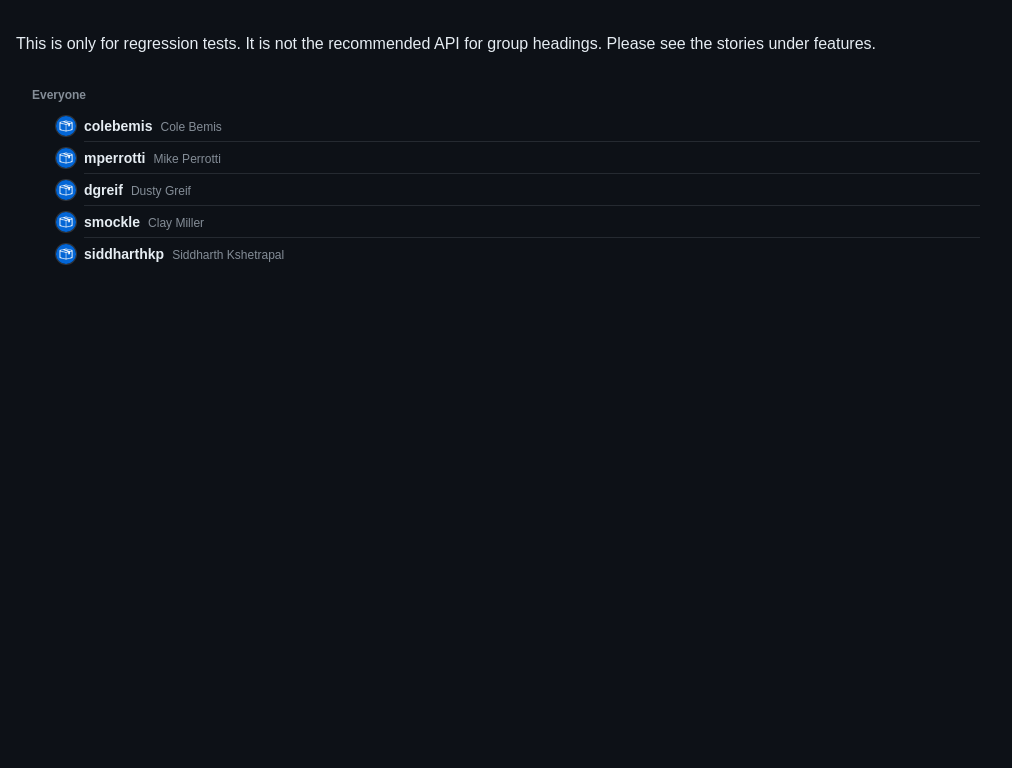 This is only for regression tests. It is not the recommended API for group headings. Please see the stories under features.
Everyone
colebemis Cole Bemis
mperrotti Mike Perrotti
dgreif Dusty Greif
smockle Clay Miller
siddharthkp Siddharth Kshetrapal